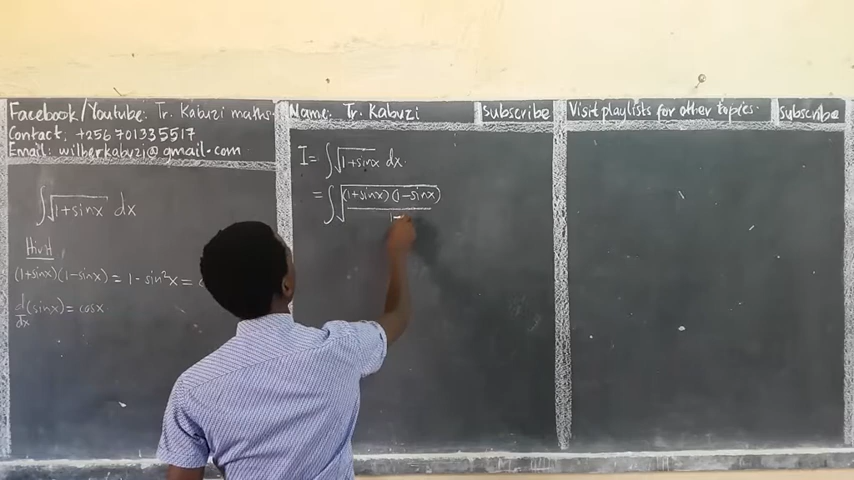 Facebook/Youtube: Tr. Kabuzi maths.
Contact, +256 701335517
Email: wilberkabuzi@gmail.com
∫√(1+sinx) dx
Hint
(1+sinx)(1-sinx) = 1 - sin²x =
d/dx (sinx) = cosx
Name: Tr. Kabuzi
Subscribe
I = ∫√(1+sinx) dx.
= ∫√((1+sinx)(1-sinx)/1-
Visit playlists for other topics.
Subscribe